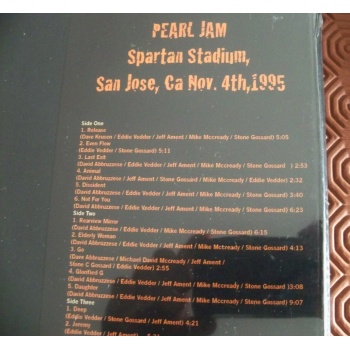 PEARL JAM
Spartan Stadium,
San Jose, Ca Nov. 4th,1995
Side One
1. Release
(Dave Krusen / Eddie Vedder / Jeff Ament / Mike Mccready / Stone Gossard) 5:05
2. Even Flow
(Eddie Vedder / Stone Gossard) 5:11
3. Last Exit
(David Abbruzzese / Eddie Vedder / Jeff Ament / Mike Mccready / Stone Gossard ) 2:53
4. Animal
(David Abbruzzese / Jeff Ament / Mike Mccready / Stone Gossard / Eddie Vedder) 2:32
5. Dissident
(David Abbruzzese / Eddie Vedder / Jeff Ament / Mike Mccready / Stone Gossard) 3:40
6. Not For You
(David Abbruzzese / Eddie Vedder / Jeff Ament / Mike Mccready / Stone Gossard) 6:23
Side Two
1. Rearview Mirror
(David Abbruzzese / Eddie Vedder / Jeff Ament / Mike Mccready / Stone Gossard) 6:15
2. Elderly Woman
(David Abbruzzese / Eddie Vedder / Jeff Ament / Mike Mccready / Stone Gossard) 4:13
3. Go
(Dave Abbruzzese / Michael David Mccready / Jeff Ament /
Stone C Gossard / Eddie Vedder) 2:55
4. Glorified G
(David Abbruzzese / Eddie Vedder / Jeff Ament / Mike Mccready / Stone Gossard )3:08
5. Daughter
(David Abbruzzese / Eddie Vedder / Jeff Ament / Mike Mccready / Stone Gossard) 9:07
Side Three
1. Deep
(Eddie Vedder / Stone Gossard / Jeff Ament) 4:21
2. Jeremy
(Eddie Vedder / Jeff Ament)